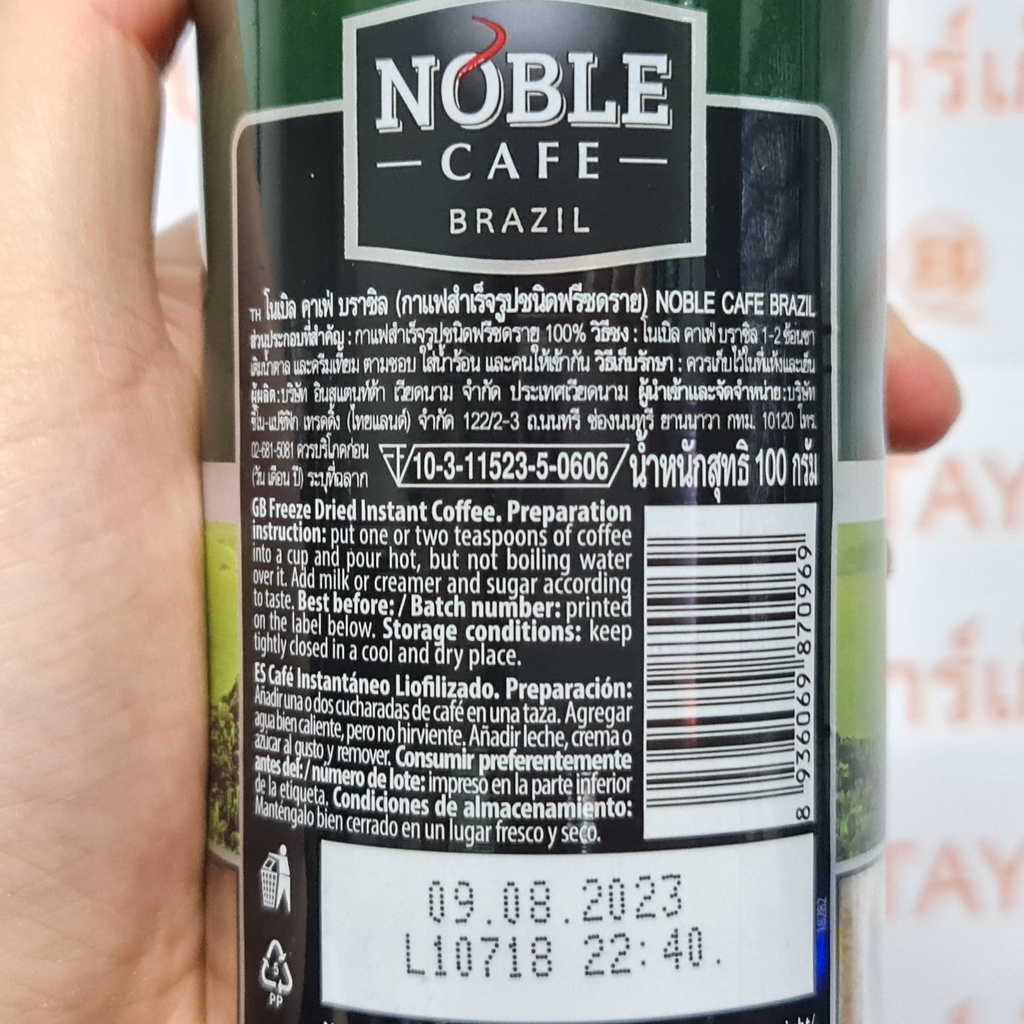 NOBLE
CAFE
BRAZIL
TH โนเบิล คาเฟ่ บราซิล (กาแฟสำเร็จรูปชนิดฟรีซดราย) NOBLE CAFE BRAZIL
ส่วนประกอบที่สำคัญ : กาแฟสำเร็จรูปชนิดฟรีซดราย 100% วิธีชง : โนเบิล คาเฟ่ บราซิล 1-2 ช้อนชา
เติมน้ำตาล และครีมเทียม ตามชอบ ใส่น้ำร้อน และคนให้เข้ากัน วิธีเก็บรักษา : ควรเก็บไว้ในที่แห้งและเย็น
ผู้ผลิต:บริษัท อินสแตนท์ต้า เวียดนาม จำกัด ประเทศเวียดนาม ผู้นำเข้าและจัดจำหน่าย:บริษัท
ซิโน-แปซิฟิค เทรดดิ้ง (ไทยแลนด์) จำกัด 122/2-3 ถ.นนทรี ช่องนนทรี ยานนาวา กทม. 10120 โทร.
02-681-5081 ควรบริโภคก่อน
(วัน เดือน ปี) ระบุที่ฉลาก
10-3-11523-5-0606
น้ำหนักสุทธิ 100 กรัม
GB Freeze Dried Instant Coffee. Preparation
instruction: put one or two teaspoons of coffee
into a cup and pour hot, but not boiling water
over it. Add milk or creamer and sugar according
to taste. Best before: / Batch number: printed
on the label below. Storage conditions: keep
tightly closed in a cool and dry place.
ES Café Instantáneo Liofilizado. Preparación:
Añadir una o dos cucharadas de café en una taza. Agregar
agua bien caliente, pero no hirviente. Añadir leche, crema o
azúcar al gusto y remover. Consumir preferentemente
antes del: / número de lote: impreso en la parte inferior
de la etiqueta. Condiciones de almacenamiento:
Manténgalo bien cerrado en un lugar fresco y seco.
8 936069 870969
5
PP
09.08.2023
L10718 22:40.
TAY
TAY